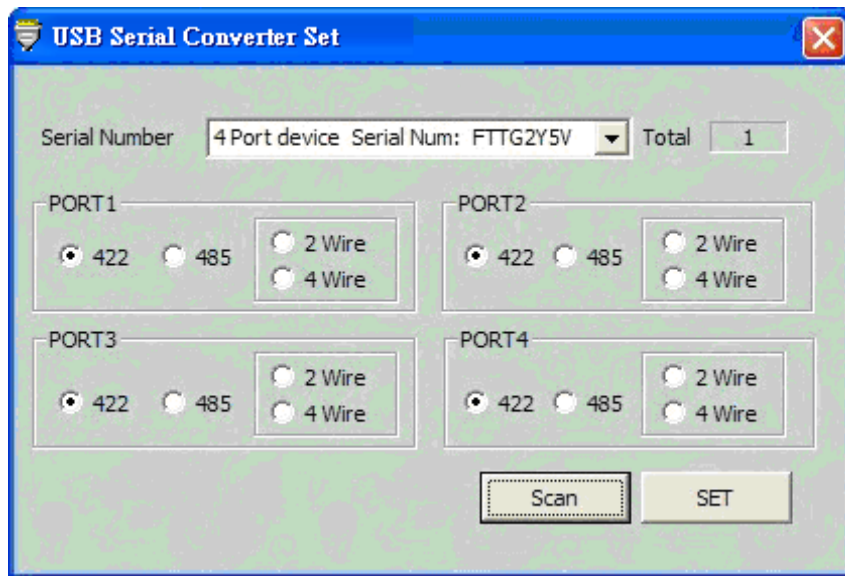 USB Serial Converter Set
Serial Number 4 Port device Serial Num: FTTG2Y5V Total 1
PORT1
422 485 2 Wire
4 Wire
PORT2
422 485 2 Wire
4 Wire
PORT3
422 485 2 Wire
4 Wire
PORT4
422 485 2 Wire
4 Wire
Scan SET